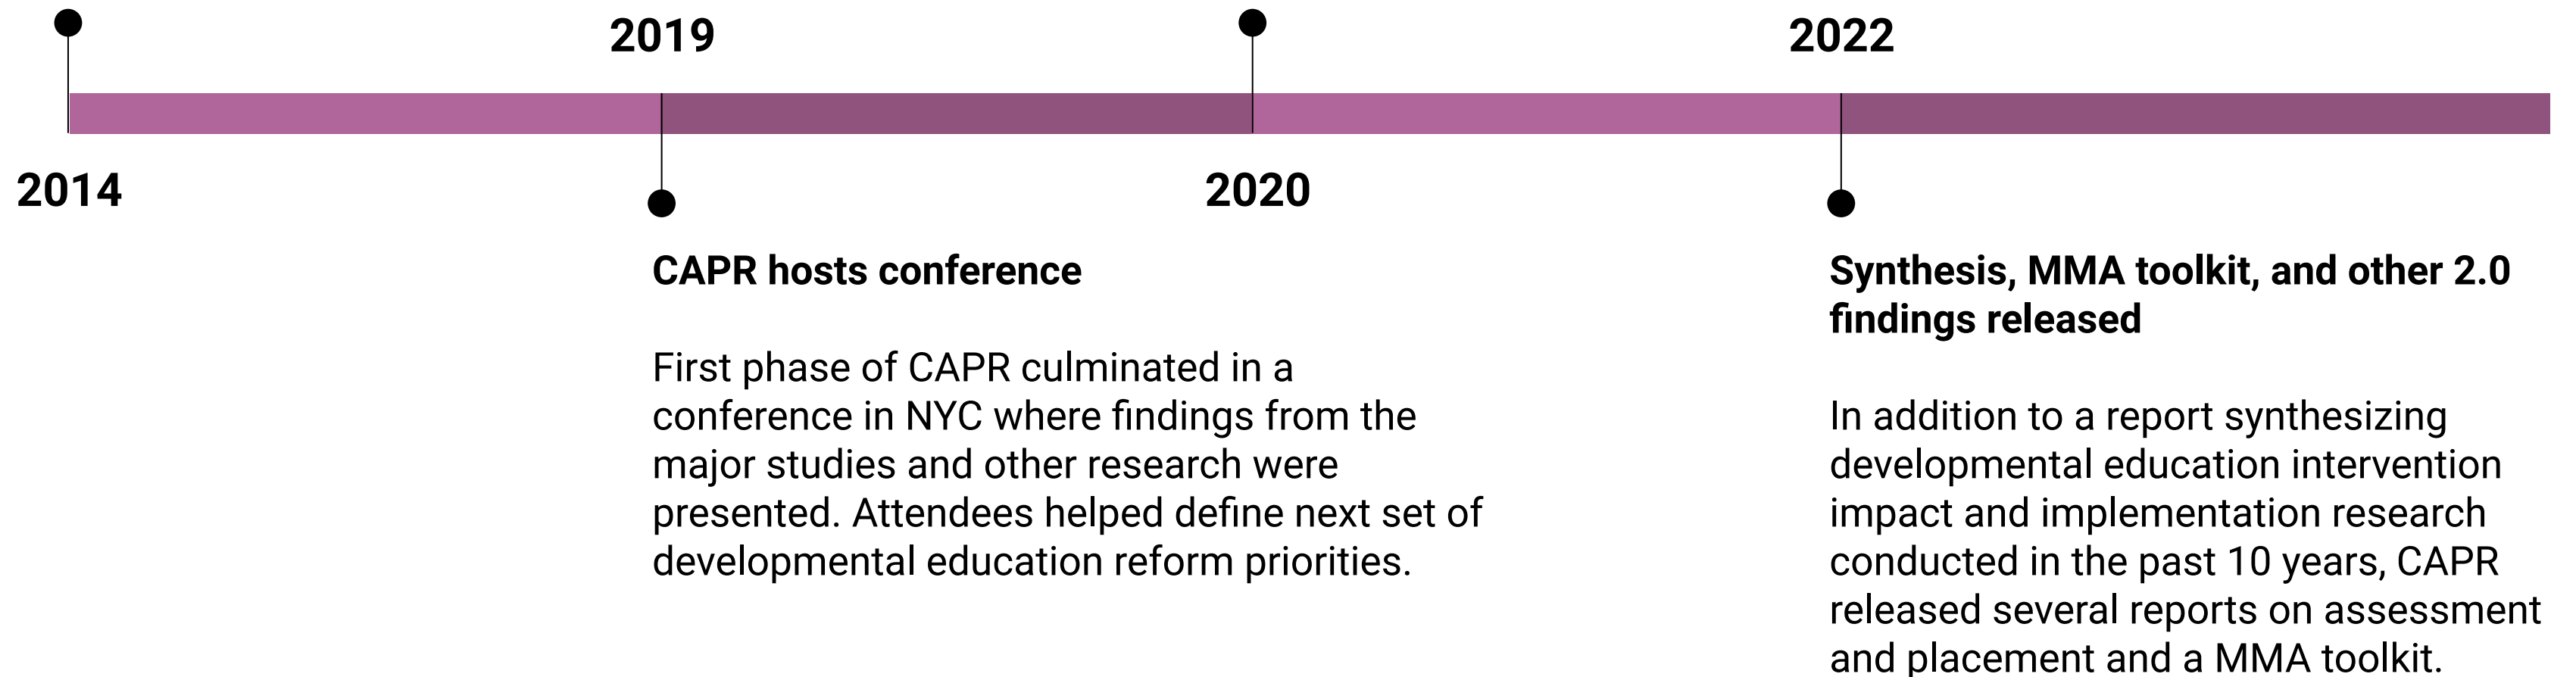 2019
2022
2014
2020
CAPR hosts conference
First phase of CAPR culminated in a
conference in NYC where findings from the
major studies and other research were
presented. Attendees helped define next set of
developmental education reform priorities.
Synthesis, MMA toolkit, and other 2.0
findings released
In addition to a report synthesizing
developmental education intervention
impact and implementation research
conducted in the past 10 years, CAPR
released several reports on assessment
and placement and a MMA toolkit.